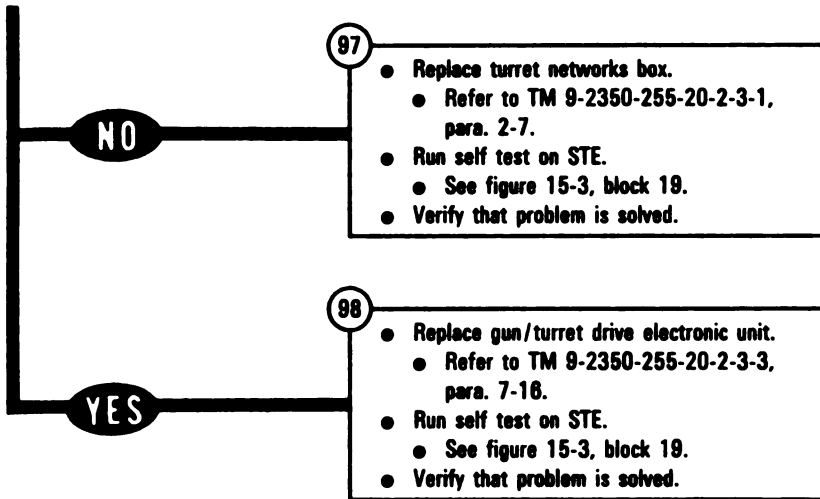 97
● Replace turret networks box.
● Refer to TM 9-2350-255-20-2-3-1,
para. 2-7.
NO
● Run self test on STE.
● See figure 15-3, block 19.
● Verify that problem is solved.
98
● Replace gun/turret drive electronic unit.
● Refer to TM 9-2350-255-20-2-3-3,
para. 7-16.
YES
● Run self test on STE.
● See figure 15-3, block 19.
● Verify that problem is solved.